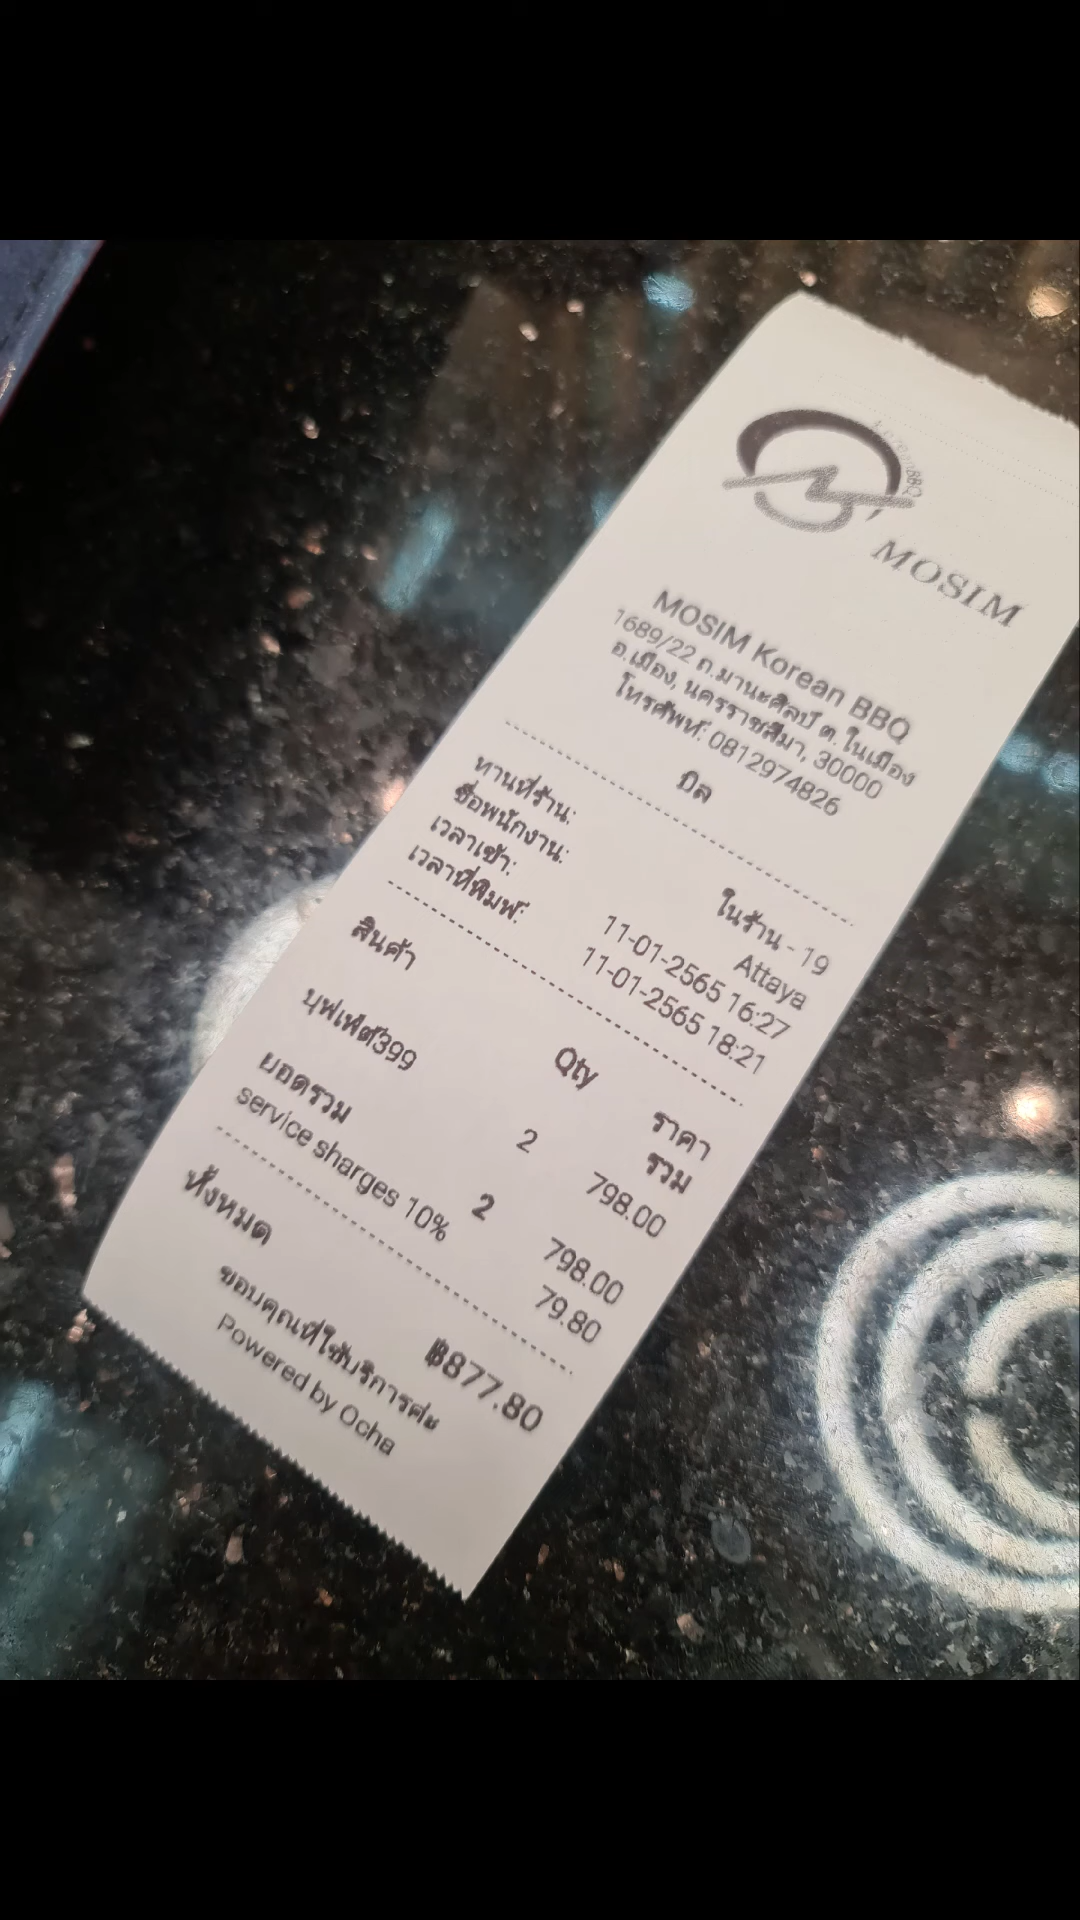 KoreanBBQ
MOSIM
MOSIM Korean BBQ
1689/22 ถ.มานะศิลป์ ต.ในเมือง
อ.เมือง, นครราชสีมา, 30000
โทรศัพท์: 0812974826
บิล
ทานที่ร้าน: ในร้าน - 19
ชื่อพนักงาน: Attaya
เวลาเข้า: 11-01-2565 16:27
เวลาที่พิมพ์: 11-01-2565 18:21
สินค้า Qty ราคา
รวม
บุฟเฟ่ต์399 2 798.00
ยอดรวม 2 798.00
service sharges 10% 79.80
ทั้งหมด ฿877.80
ขอบคุณที่ใช้บริการค่ะ
Powered by Ocha